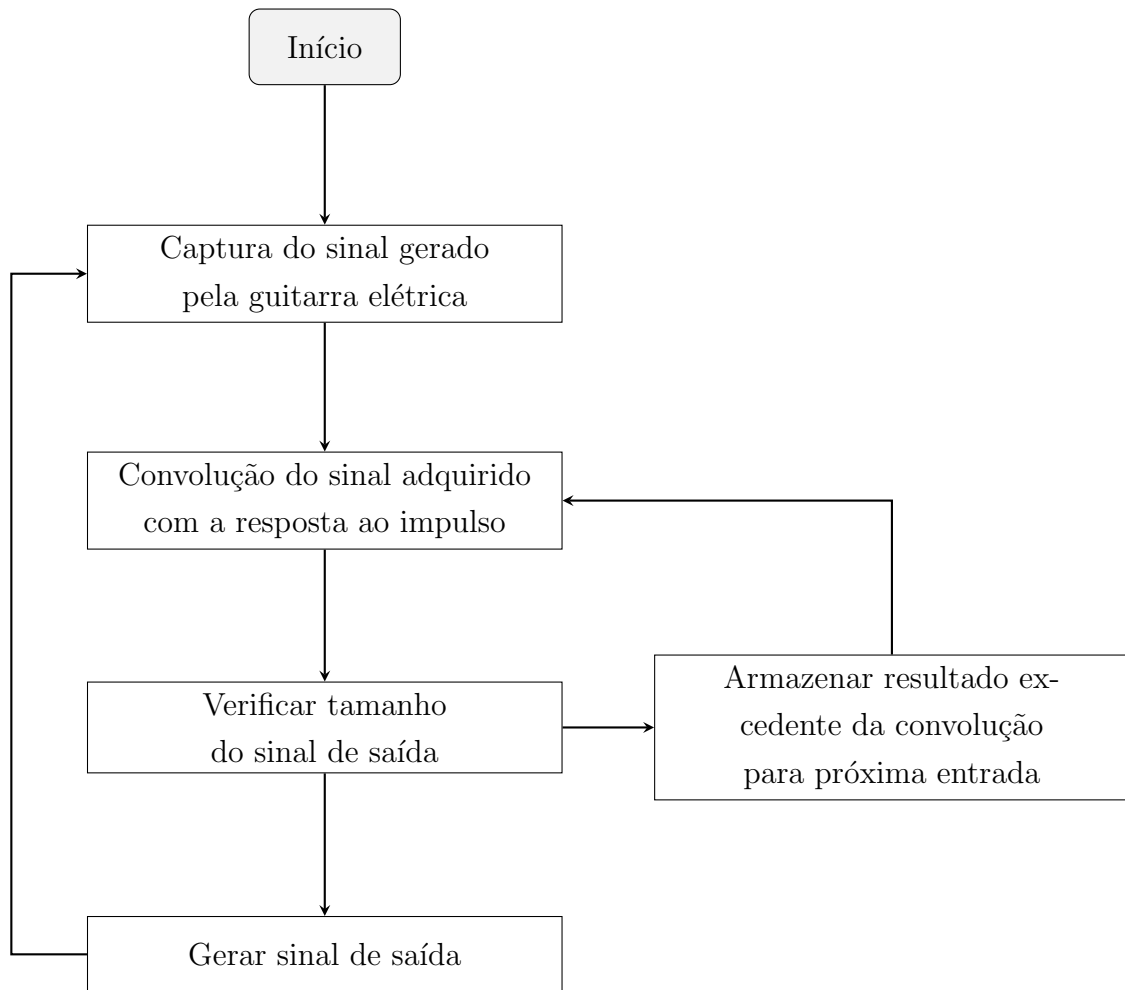 Início
Captura do sinal gerado
pela guitarra elétrica
Convolução do sinal adquirido
com a resposta ao impulso
Verificar tamanho
do sinal de saída
Armazenar resultado ex-
cedente da convolução
para próxima entrada
Gerar sinal de saída